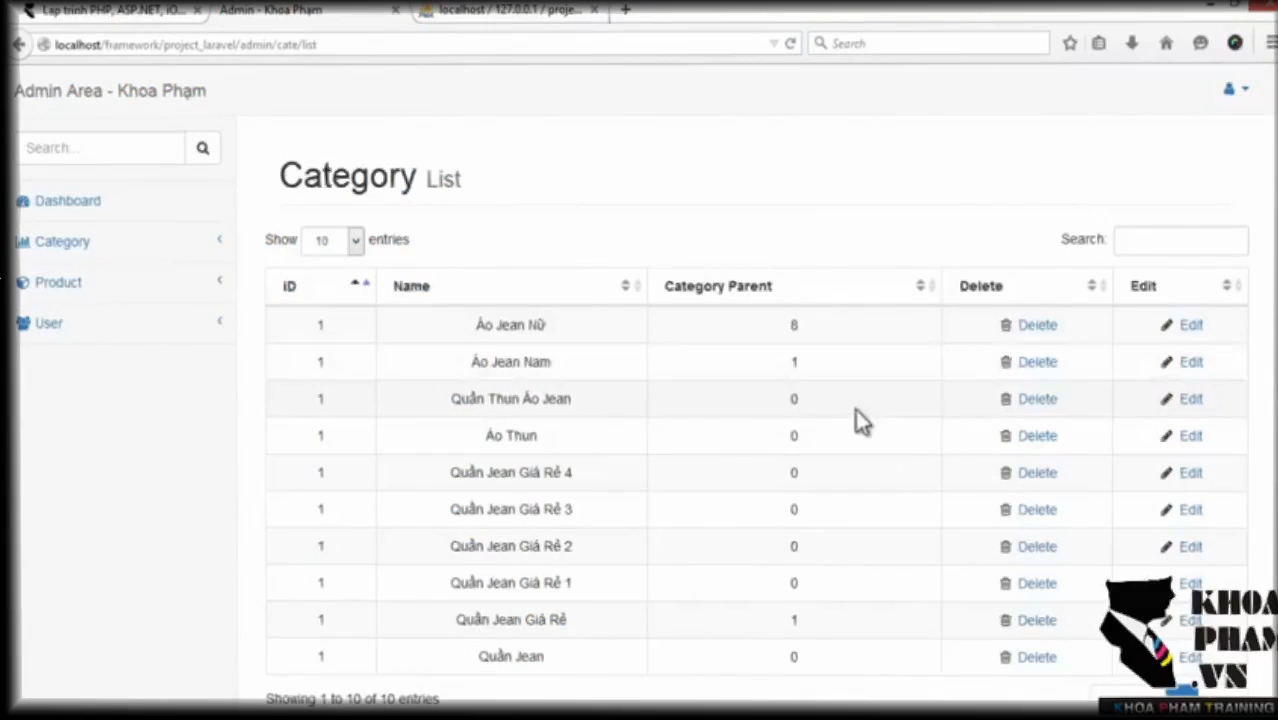 Lap trinh PHP, ASP.NET, iO... Admin - Khoa Phạm localhost / 127.0.0.1 / proje...
localhost/framework/project_laravel/admin/cate/list Search
Admin Area - Khoa Phạm
Search...
Dashboard
Category
Product
User
Category List
Show 10 entries Search:
ID Name Category Parent Delete Edit
1 Áo Jean Nữ 8 Delete Edit
1 Áo Jean Nam 1 Delete Edit
1 Quần Thun Áo Jean 0 Delete Edit
1 Áo Thun 0 Delete Edit
1 Quần Jean Giá Rẻ 4 0 Delete Edit
1 Quần Jean Giá Rẻ 3 0 Delete Edit
1 Quần Jean Giá Rẻ 2 0 Delete Edit
1 Quần Jean Giá Rẻ 1 0 Delete Edit
1 Quần Jean Giá Rẻ 1 Delete Edit
1 Quần Jean 0 Delete Edit
Showing 1 to 10 of 10 entries
KHOA
PHAM
.VN
KHOA PHAM TRAINING